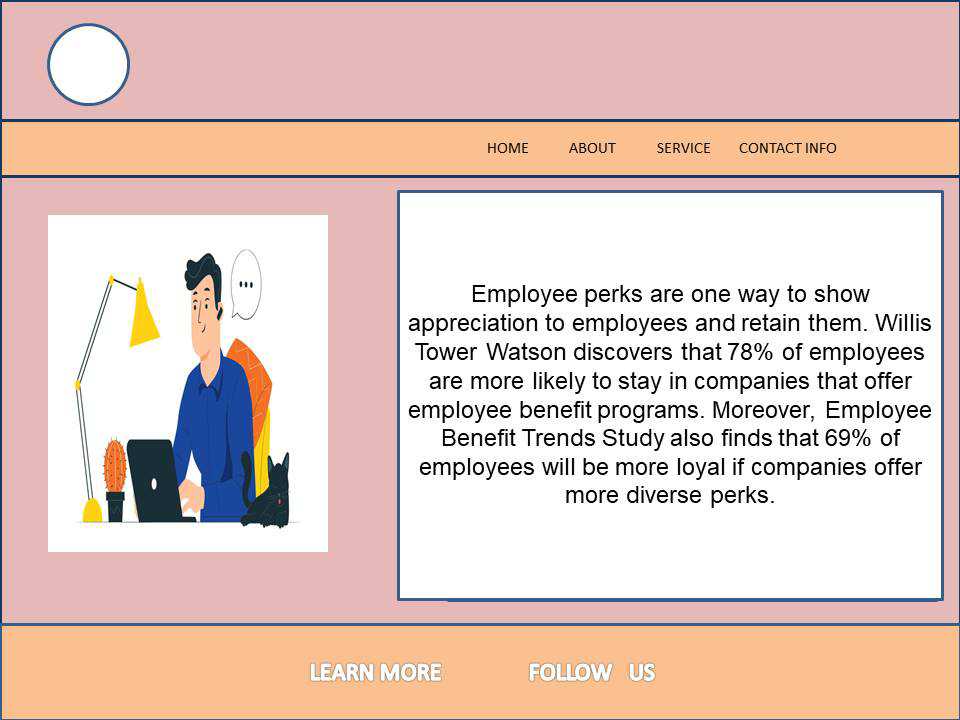 HOME ABOUT SERVICE CONTACT INFO
Employee perks are one way to show
appreciation to employees and retain them. Willis
Tower Watson discovers that 78% of employees
are more likely to stay in companies that offer
employee benefit programs. Moreover, Employee
Benefit Trends Study also finds that 69% of
employees will be more loyal if companies offer
more diverse perks.
LEARN MORE FOLLOW US